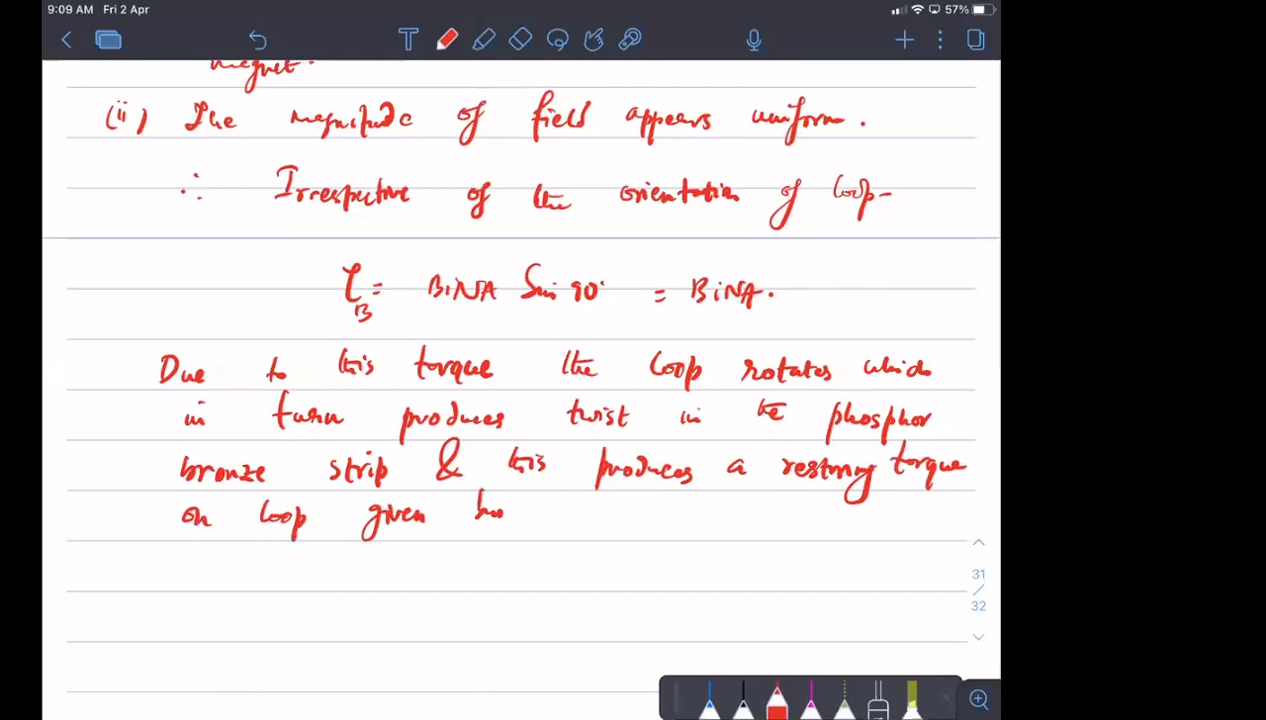 9:09 AM Fri 2 Apr 57%
magnet.
(ii) The magnitude of field appears uniform.
∴ Irrespective of the orientation of loop-
τB = BiNA Sin 90° = BiNA.
Due to this torque the loop rotates which
in turn produces twist in the phosphor
bronze strip & this produces a restoring torque
on loop given
31
32